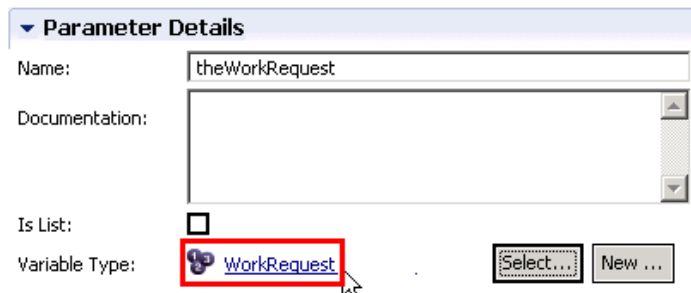 Parameter Details
Name: theWorkRequest
Documentation:
Is List:
Variable Type: WorkRequest Select... New ...